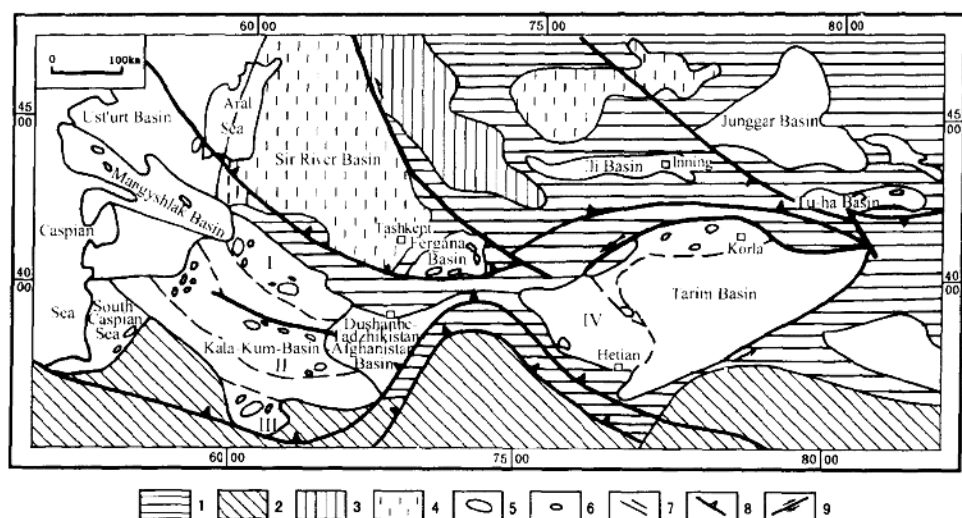 60 00 75 00 80 00
0 100km
45 00
45 00
Aral
Sea
Ust'urt Basin
Junggar Basin
Sir River Basin
Ili Basin
Inning
Mangyshlak Basin
Tu-ha Basin
Tashkent
Fergana
Basin
Korla
Caspian
I
40 00
40 00
Tarim Basin
Sea
South
Caspian
Sea
Dushanbe
Tadzhikistan
Afghanistan
Basin
IV
Kala-Kum-Basin
II
Hetian
III
60 00 75 00 80 00
1 2 3 4 5 6 7 8 9